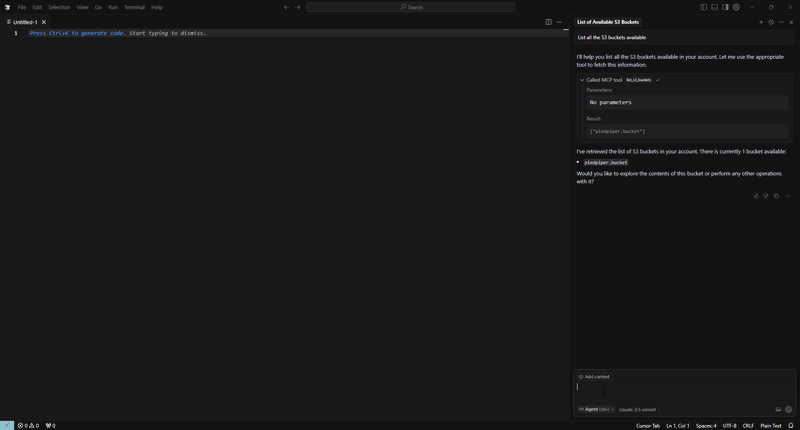 File Edit Selection View Go Run Terminal Help
Search
Untitled-1
1 Press Ctrl+K to generate code. Start typing to dismiss.
List of Available S3 Buckets
List all the S3 buckets available
I'll help you list all the S3 buckets available in your account. Let me use the appropriate
tool to fetch this information.
Called MCP tool list_s3_buckets
Parameters:
No parameters
Result:
["piedpiper.bucket"]
I've retrieved the list of S3 buckets in your account. There is currently 1 bucket available:
• piedpiper.bucket
Would you like to explore the contents of this bucket or perform any other operations
with it?
Add context
Agent
claude-3.5-sonnet
0 0 0
Cursor Tab Ln 1, Col 1 Spaces: 4 UTF-8 CRLF Plain Text